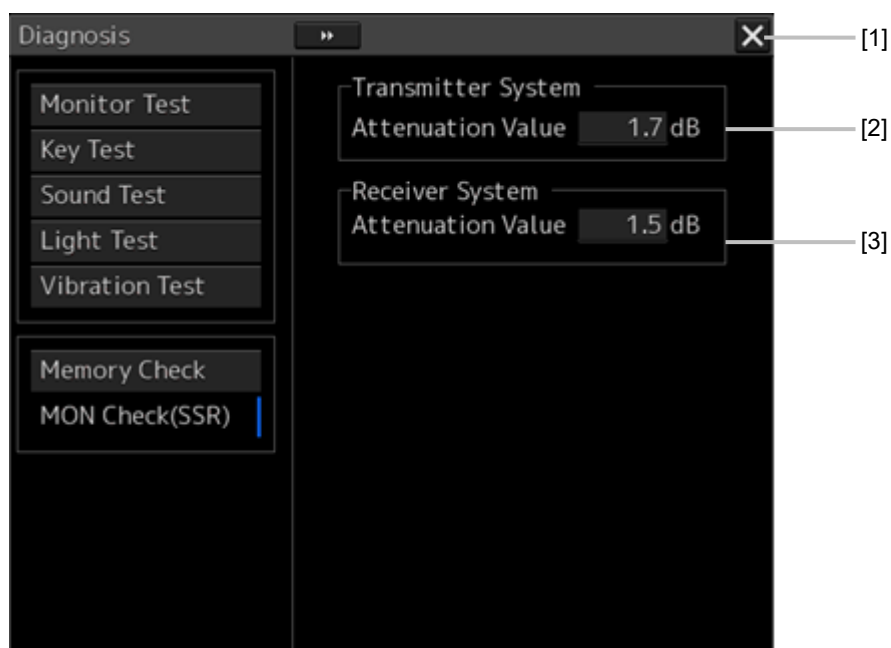 Diagnosis
[1]
Monitor Test
Key Test
Sound Test
Light Test
Vibration Test
Memory Check
MON Check(SSR)
Transmitter System
Attenuation Value 1.7 dB
[2]
Receiver System
Attenuation Value 1.5 dB
[3]